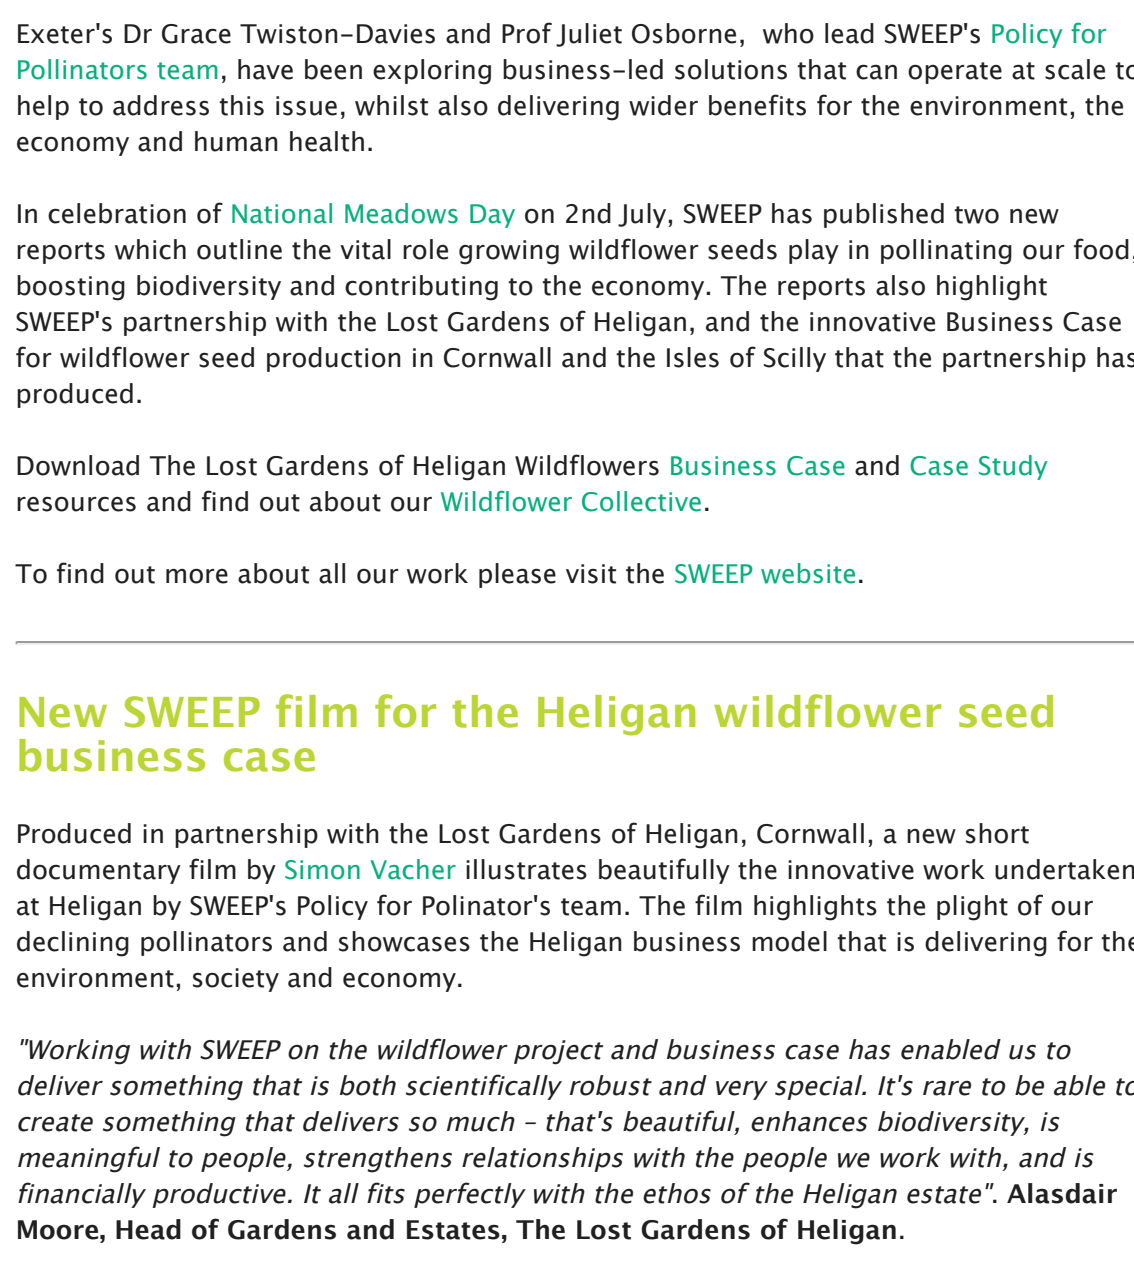 Exeter's Dr Grace Twiston-Davies and Prof Juliet Osborne,  who lead SWEEP's Policy for
Pollinators team, have been exploring business-led solutions that can operate at scale to
help to address this issue, whilst also delivering wider benefits for the environment, the
economy and human health.
In celebration of National Meadows Day on 2nd July, SWEEP has published two new
reports which outline the vital role growing wildflower seeds play in pollinating our food,
boosting biodiversity and contributing to the economy. The reports also highlight
SWEEP's partnership with the Lost Gardens of Heligan, and the innovative Business Case
for wildflower seed production in Cornwall and the Isles of Scilly that the partnership has
produced.
Download The Lost Gardens of Heligan Wildflowers Business Case and Case Study
resources and find out about our Wildflower Collective.
To find out more about all our work please visit the SWEEP website.
New SWEEP film for the Heligan wildflower seed
business case
Produced in partnership with the Lost Gardens of Heligan, Cornwall, a new short
documentary film by Simon Vacher illustrates beautifully the innovative work undertaken
at Heligan by SWEEP's Policy for Polinator's team. The film highlights the plight of our
declining pollinators and showcases the Heligan business model that is delivering for the
environment, society and economy.
"Working with SWEEP on the wildflower project and business case has enabled us to
deliver something that is both scientifically robust and very special. It's rare to be able to
create something that delivers so much – that's beautiful, enhances biodiversity, is
meaningful to people, strengthens relationships with the people we work with, and is
financially productive. It all fits perfectly with the ethos of the Heligan estate". Alasdair
Moore, Head of Gardens and Estates, The Lost Gardens of Heligan.